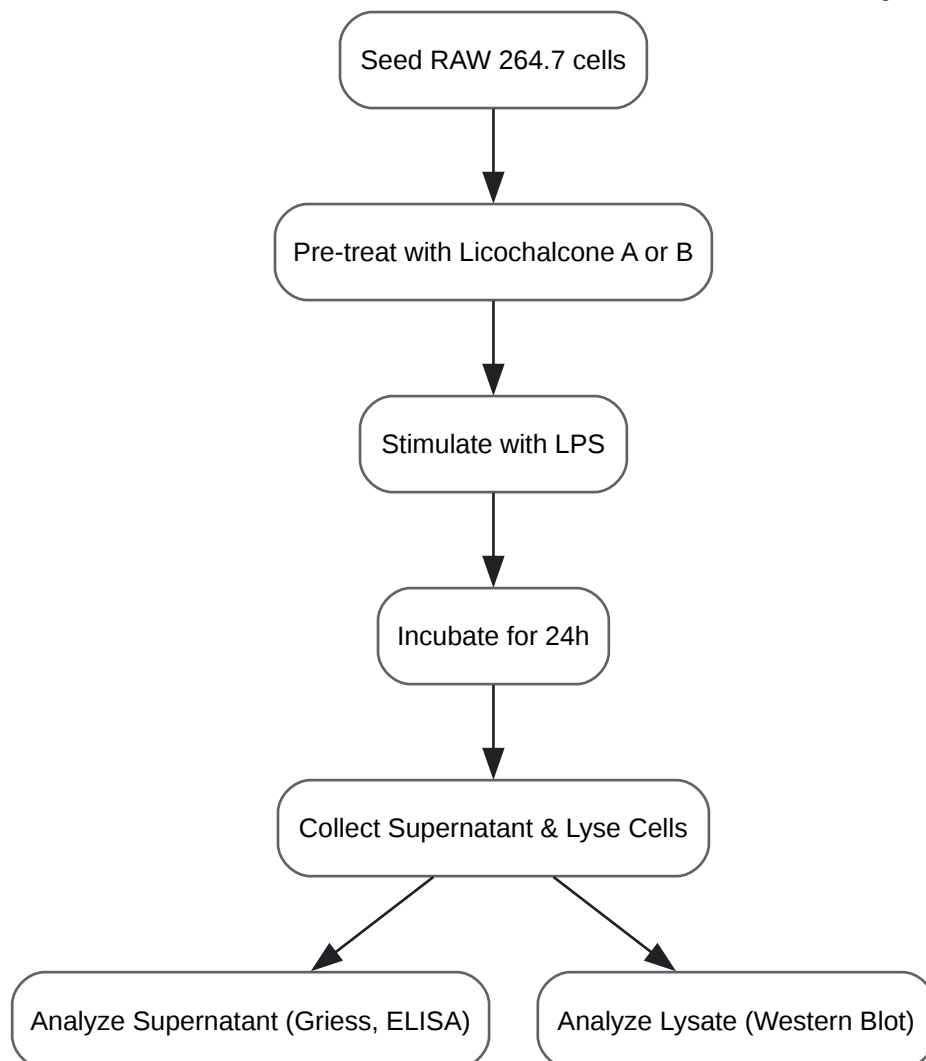 Seed RAW 264.7 cells
Pre-treat with Licochalcone A or B
Stimulate with LPS
Incubate for 24h
Collect Supernatant & Lyse Cells
Analyze Supernatant (Griess, ELISA)
Analyze Lysate (Western Blot)